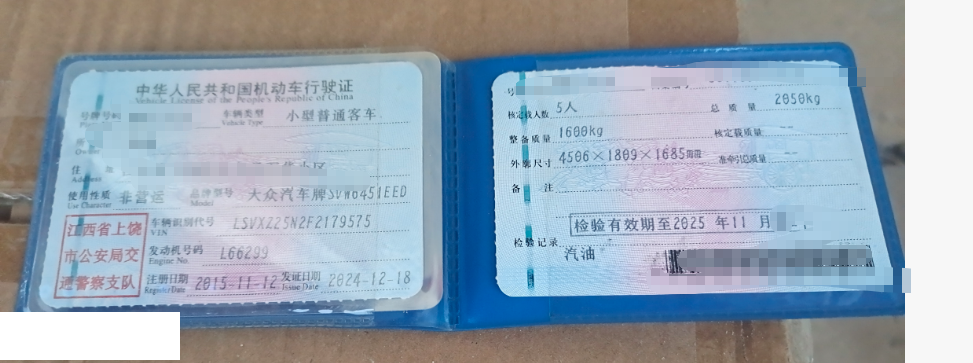 中华人民共和国机动车行驶证
Vehicle License of the People's Republic of China
号牌号码
车辆类型 小型普通客车
Vehicle Type
Owner
住
Address
使用性质 非营运 品牌型号 大众汽车牌SVW6451EED
Use Character Model
江西省上饶
市公安局交
通警察支队
车辆识别代号 LSVXZ25N2F2179575
VIN
发动机号码 L66299
Engine No.
注册日期 2015-11-12 发证日期 2024-12-18
Register Date Issue Date
号
核定载人数 5人 总质量 2050kg
整备质量 1600kg 核定载质量 --
外廓尺寸 4506×1809×1685mm 准牵引总质量 --
备 注
检验有效期至2025 年11 月
检验记录
汽油